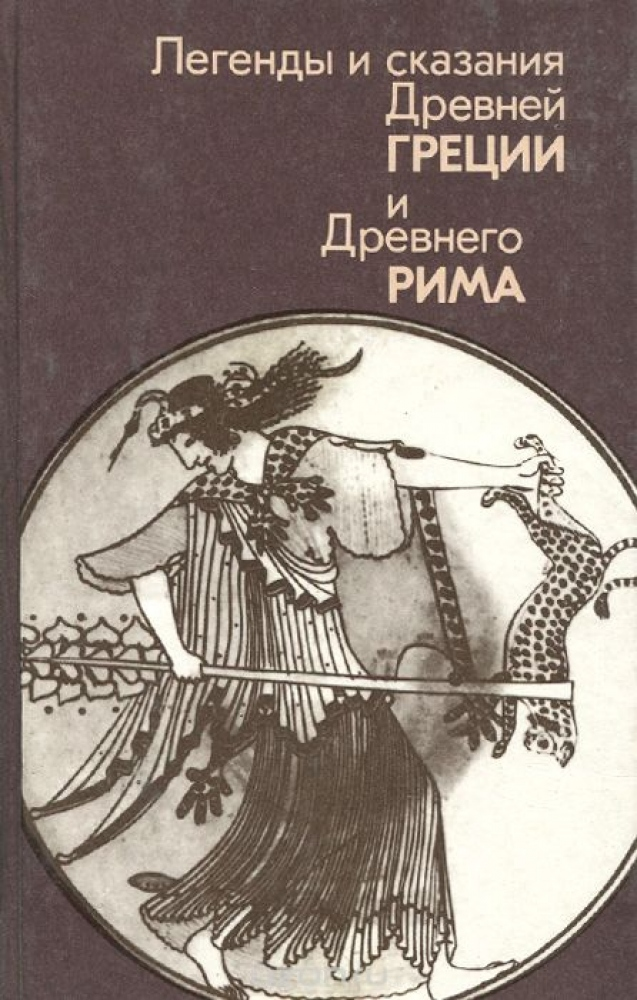 Легенды и сказания
Древней
ГРЕЦИИ
и
Древнего
РИМА